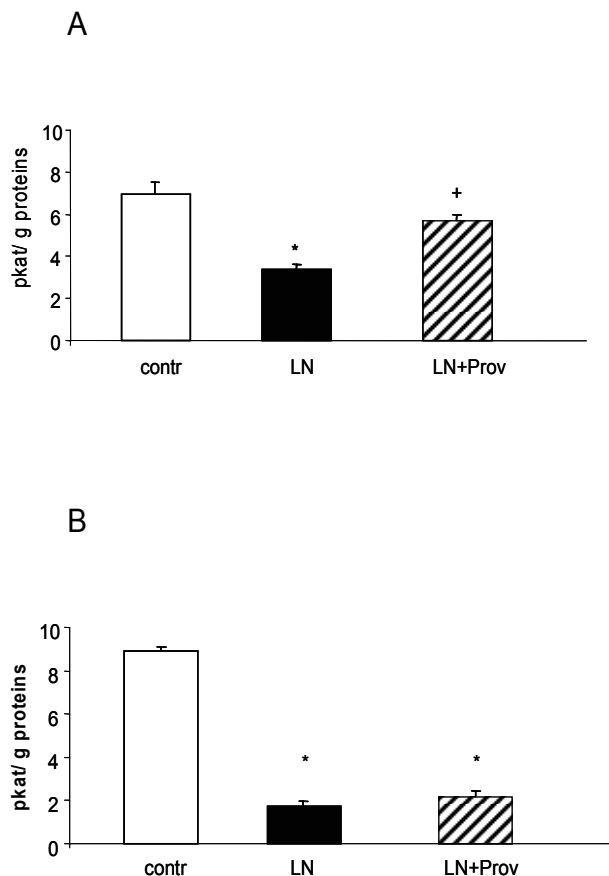 A
pkat/ g proteins
10
8
6
4
2
0
*
+
contr LN LN+Prov
B
pkat/ g proteins
10
8
6
4
2
0
* *
contr LN LN+Prov